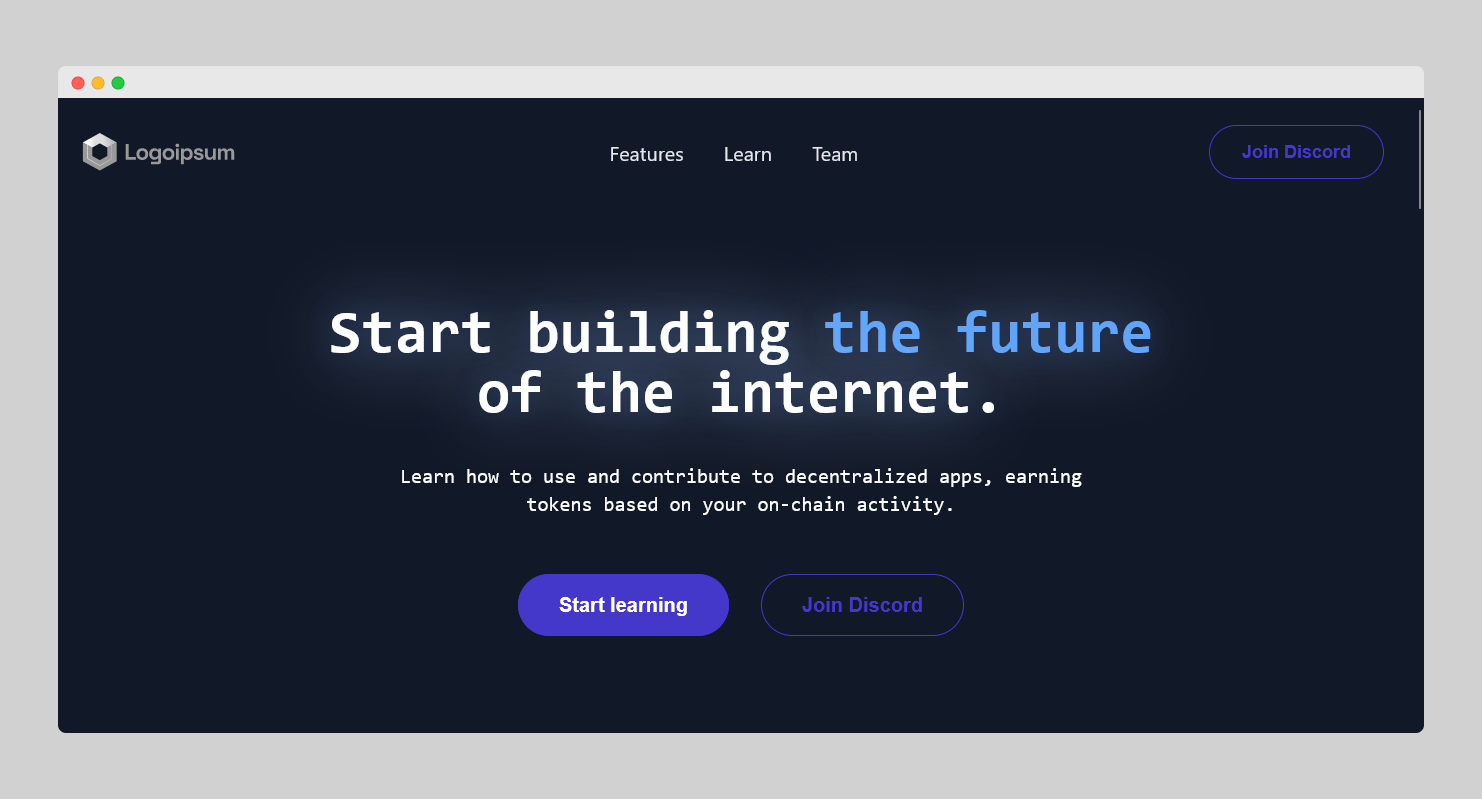 Logoipsum
Features Learn Team
Join Discord
Start building the future
of the internet.
Learn how to use and contribute to decentralized apps, earning
tokens based on your on-chain activity.
Start learning
Join Discord